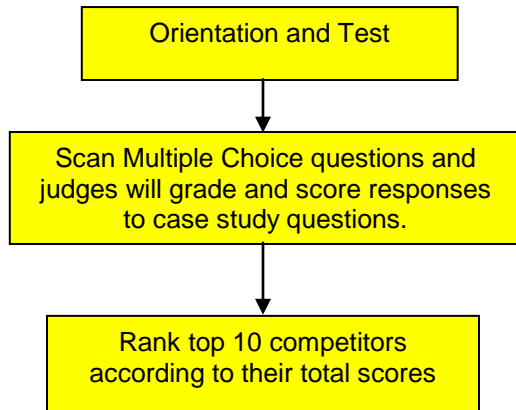 Orientation and Test
Scan Multiple Choice questions and
judges will grade and score responses
to case study questions.
Rank top 10 competitors
according to their total scores